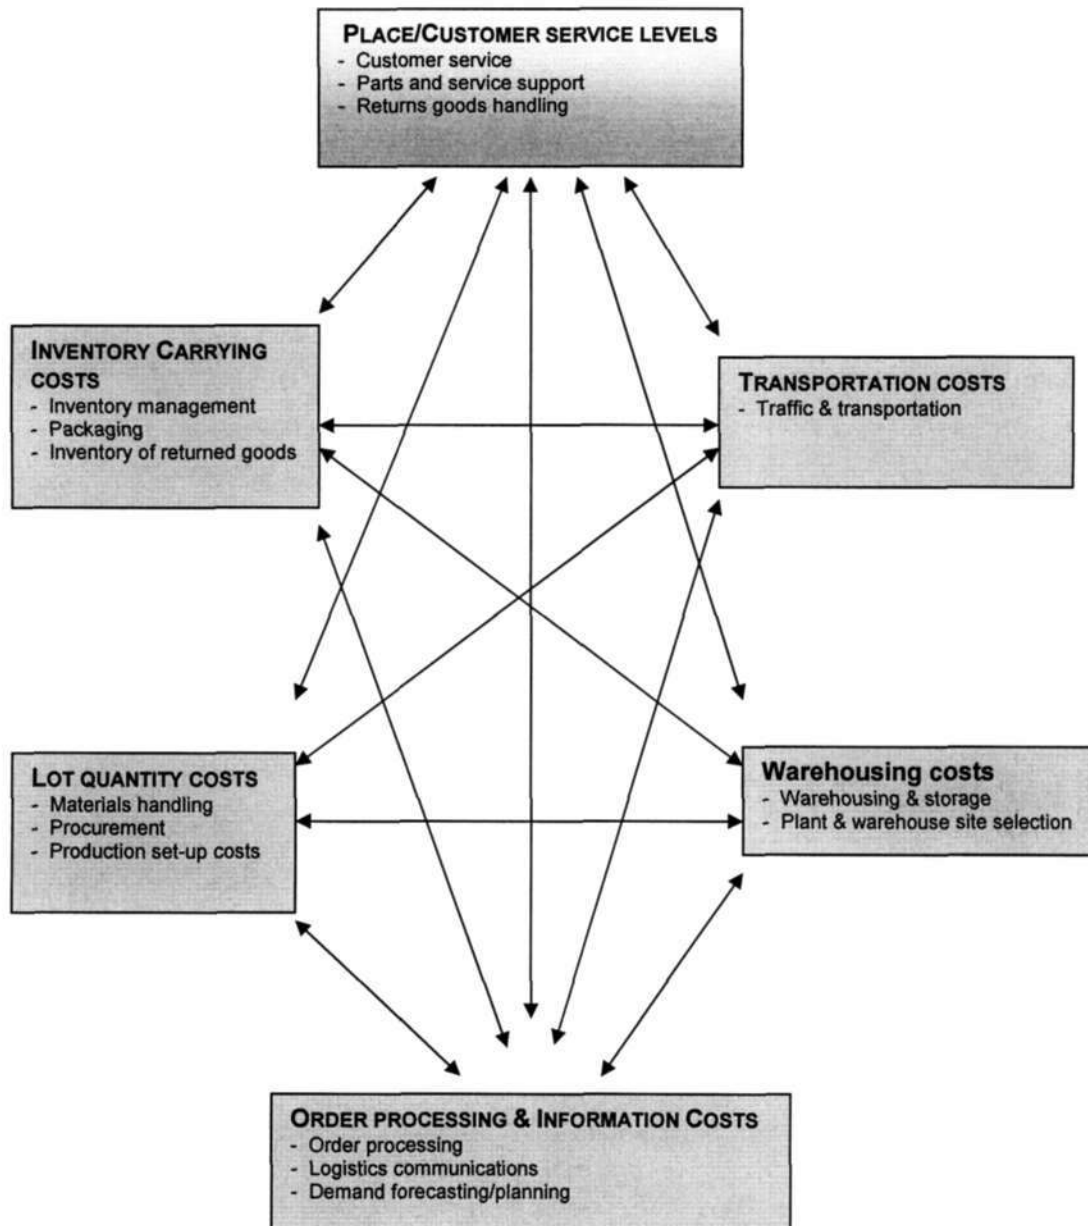 PLACE/CUSTOMER SERVICE LEVELS
- Customer service
- Parts and service support
- Returns goods handling
INVENTORY CARRYING
COSTS
- Inventory management
- Packaging
- Inventory of returned goods
TRANSPORTATION COSTS
- Traffic & transportation
LOT QUANTITY COSTS
- Materials handling
- Procurement
- Production set-up costs
Warehousing costs
- Warehousing & storage
- Plant & warehouse site selection
ORDER PROCESSING & INFORMATION COSTS
- Order processing
- Logistics communications
- Demand forecasting/planning